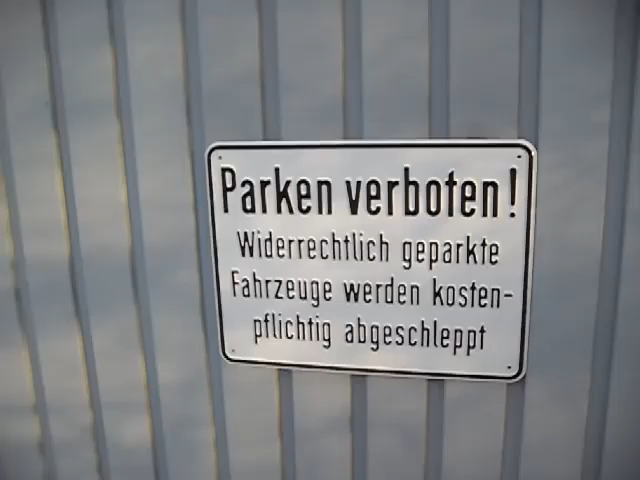 Parken verboten!
Widerrechtlich geparkte
Fahrzeuge werden kosten-
pflichtig abgeschleppt